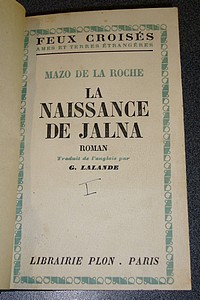 FEUX CROISÉS
AMES ET TERRES ÉTRANGÈRES
MAZO DE LA ROCHE
LA
NAISSANCE
DE JALNA
ROMAN
Traduit de l'anglais par
G. LALANDE
I
LIBRAIRIE PLON . PARIS